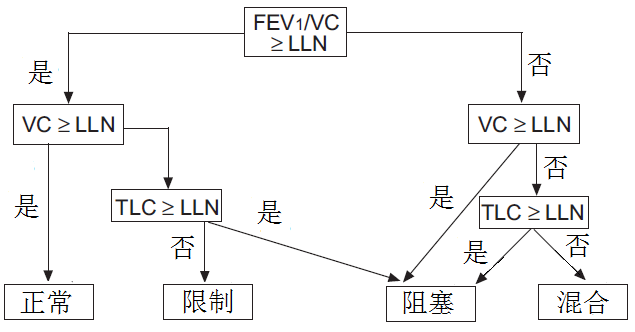 FEV1/VC
≥LLN
是
否
VC ≥ LLN
VC ≥ LLN
是
否
TLC ≥ LLN
是
是
TLC ≥ LLN
否
是
否
正常
限制
阻塞
混合